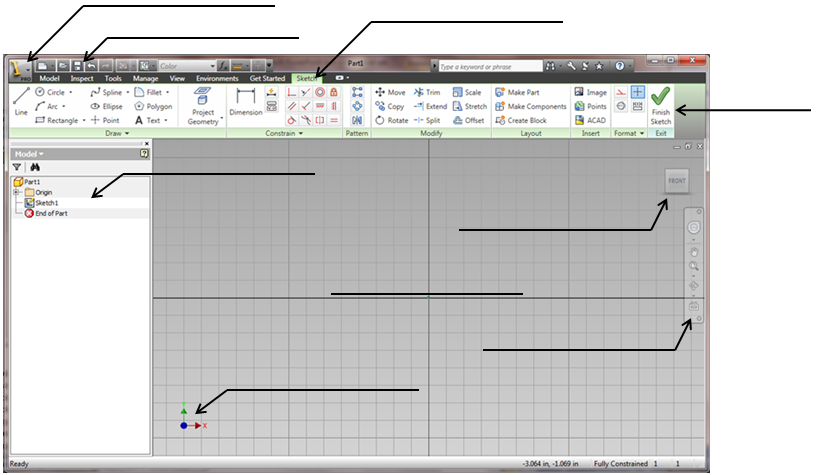 Part1
Color
Type a keyword or phrase
PRO
Model Inspect Tools Manage View Environments Get Started Sketch
Line
Circle
Arc
Rectangle
Spline
Ellipse
Point
Fillet
Polygon
Text
Project Geometry
Dimension
Move
Copy
Rotate
Trim
Extend
Split
Scale
Stretch
Offset
Make Part
Make Components
Create Block
Image
Points
ACAD
Finish Sketch
Draw Constrain Pattern Modify Layout Insert Format Exit
Model
Part1
Origin
Sketch1
End of Part
FRONT
X
Ready
-3.064 in, -1.069 in Fully Constrained 1 1